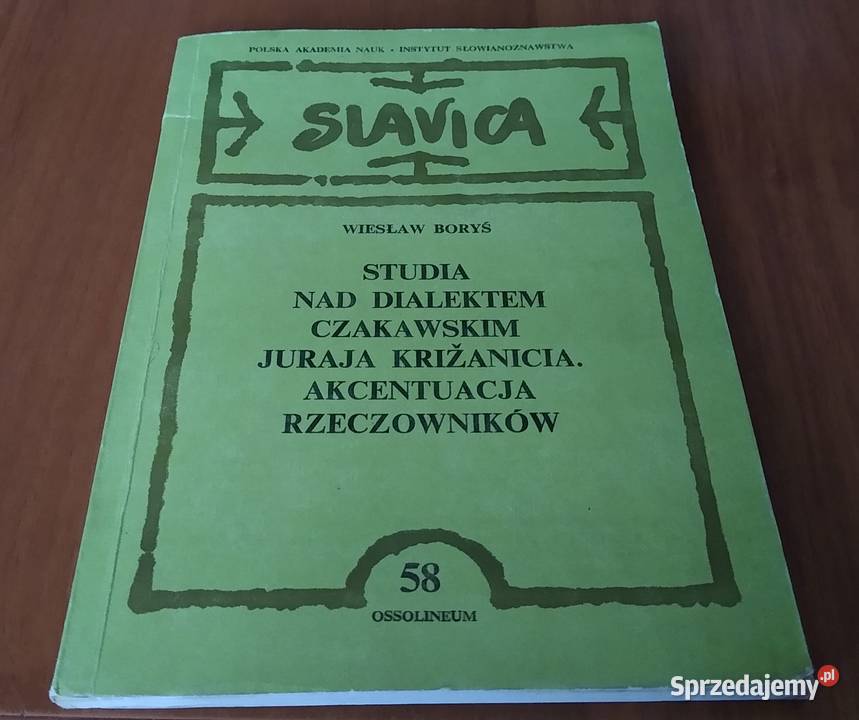 POLSKA AKADEMIA NAUK • INSTYTUT SŁOWIANOZNAWSTWA
SLAVICA
WIESŁAW BORYŚ
STUDIA
NAD DIALEKTEM
CZAKAWSKIM
JURAJA KRIŽANICIA.
AKCENTUACJA
RZECZOWNIKÓW
58
OSSOLINEUM
Sprzedajemy.pl